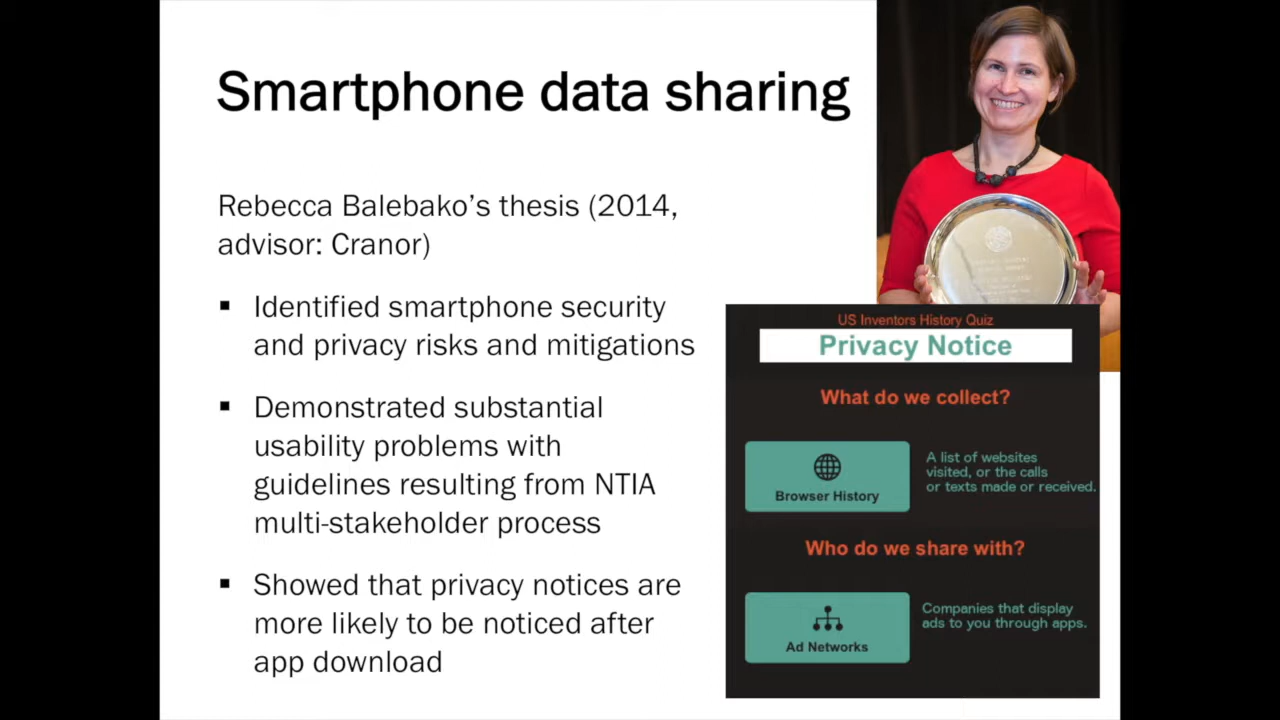 Smartphone data sharing
Rebecca Balebako's thesis (2014,
advisor: Cranor)
▪ Identified smartphone security
and privacy risks and mitigations
▪ Demonstrated substantial
usability problems with
guidelines resulting from NTIA
multi-stakeholder process
▪ Showed that privacy notices are
more likely to be noticed after
app download
US Inventors History Quiz
Privacy Notice
What do we collect?
Browser History
A list of websites
visited, or the calls
or texts made or received.
Who do we share with?
Ad Networks
Companies that display
ads to you through apps.